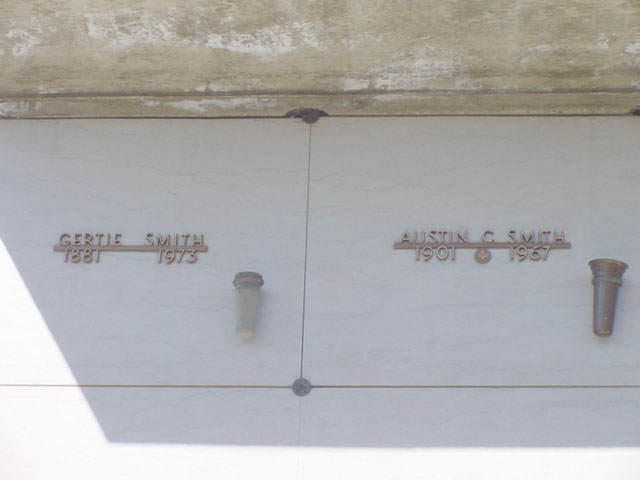 GERTIE SMITH
1881 1973
AUSTIN C. SMITH
1901 1967